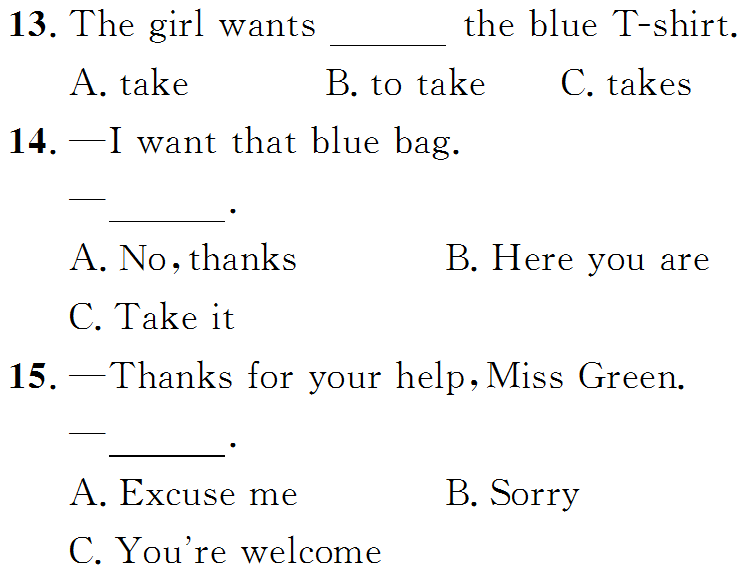 13. The girl wants ______ the blue T-shirt.
A. take B. to take C. takes
14. —I want that blue bag.
—______.
A. No, thanks B. Here you are
C. Take it
15. —Thanks for your help, Miss Green.
—______.
A. Excuse me B. Sorry
C. You're welcome